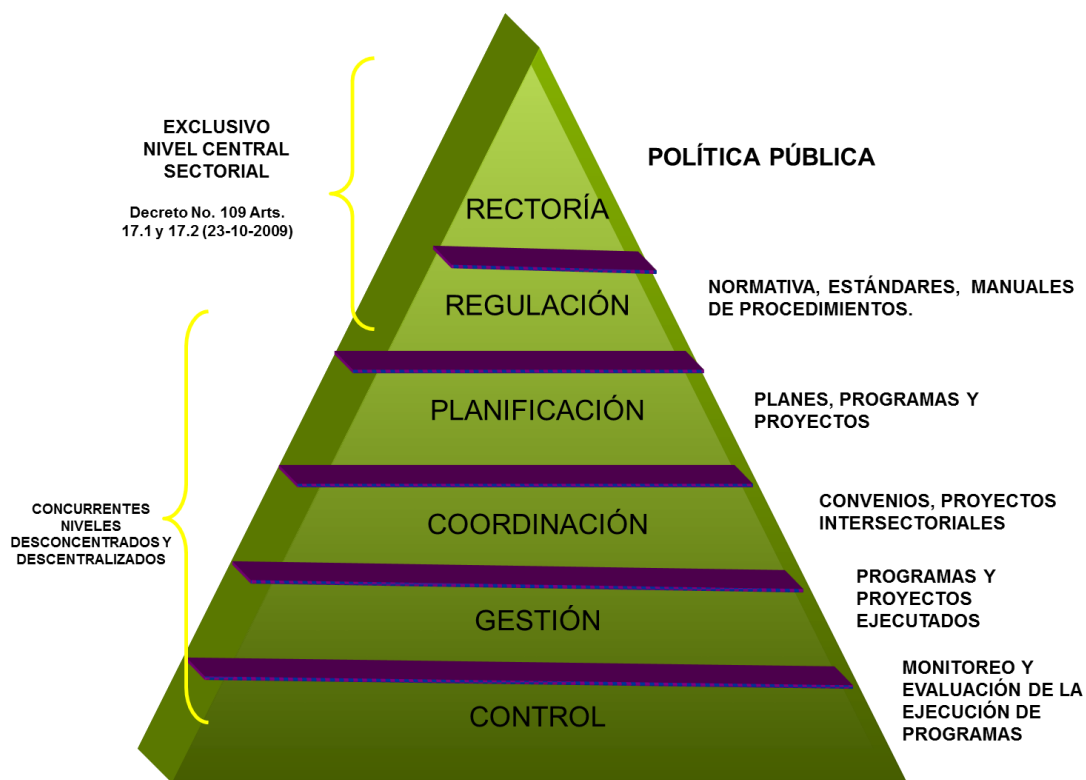 EXCLUSIVO
NIVEL CENTRAL
SECTORIAL
Decreto No. 109 Arts.
17.1 y 17.2 (23-10-2009)
POLÍTICA PÚBLICA
RECTORÍA
REGULACIÓN
NORMATIVA, ESTÁNDARES, MANUALES
DE PROCEDIMIENTOS.
PLANIFICACIÓN
PLANES, PROGRAMAS Y
PROYECTOS
CONCURRENTES
NIVELES
DESCONCENTRADOS Y
DESCENTRALIZADOS
COORDINACIÓN
CONVENIOS, PROYECTOS
INTERSECTORIALES
GESTIÓN
PROGRAMAS Y
PROYECTOS
EJECUTADOS
CONTROL
MONITOREO Y
EVALUACIÓN DE LA
EJECUCIÓN DE
PROGRAMAS